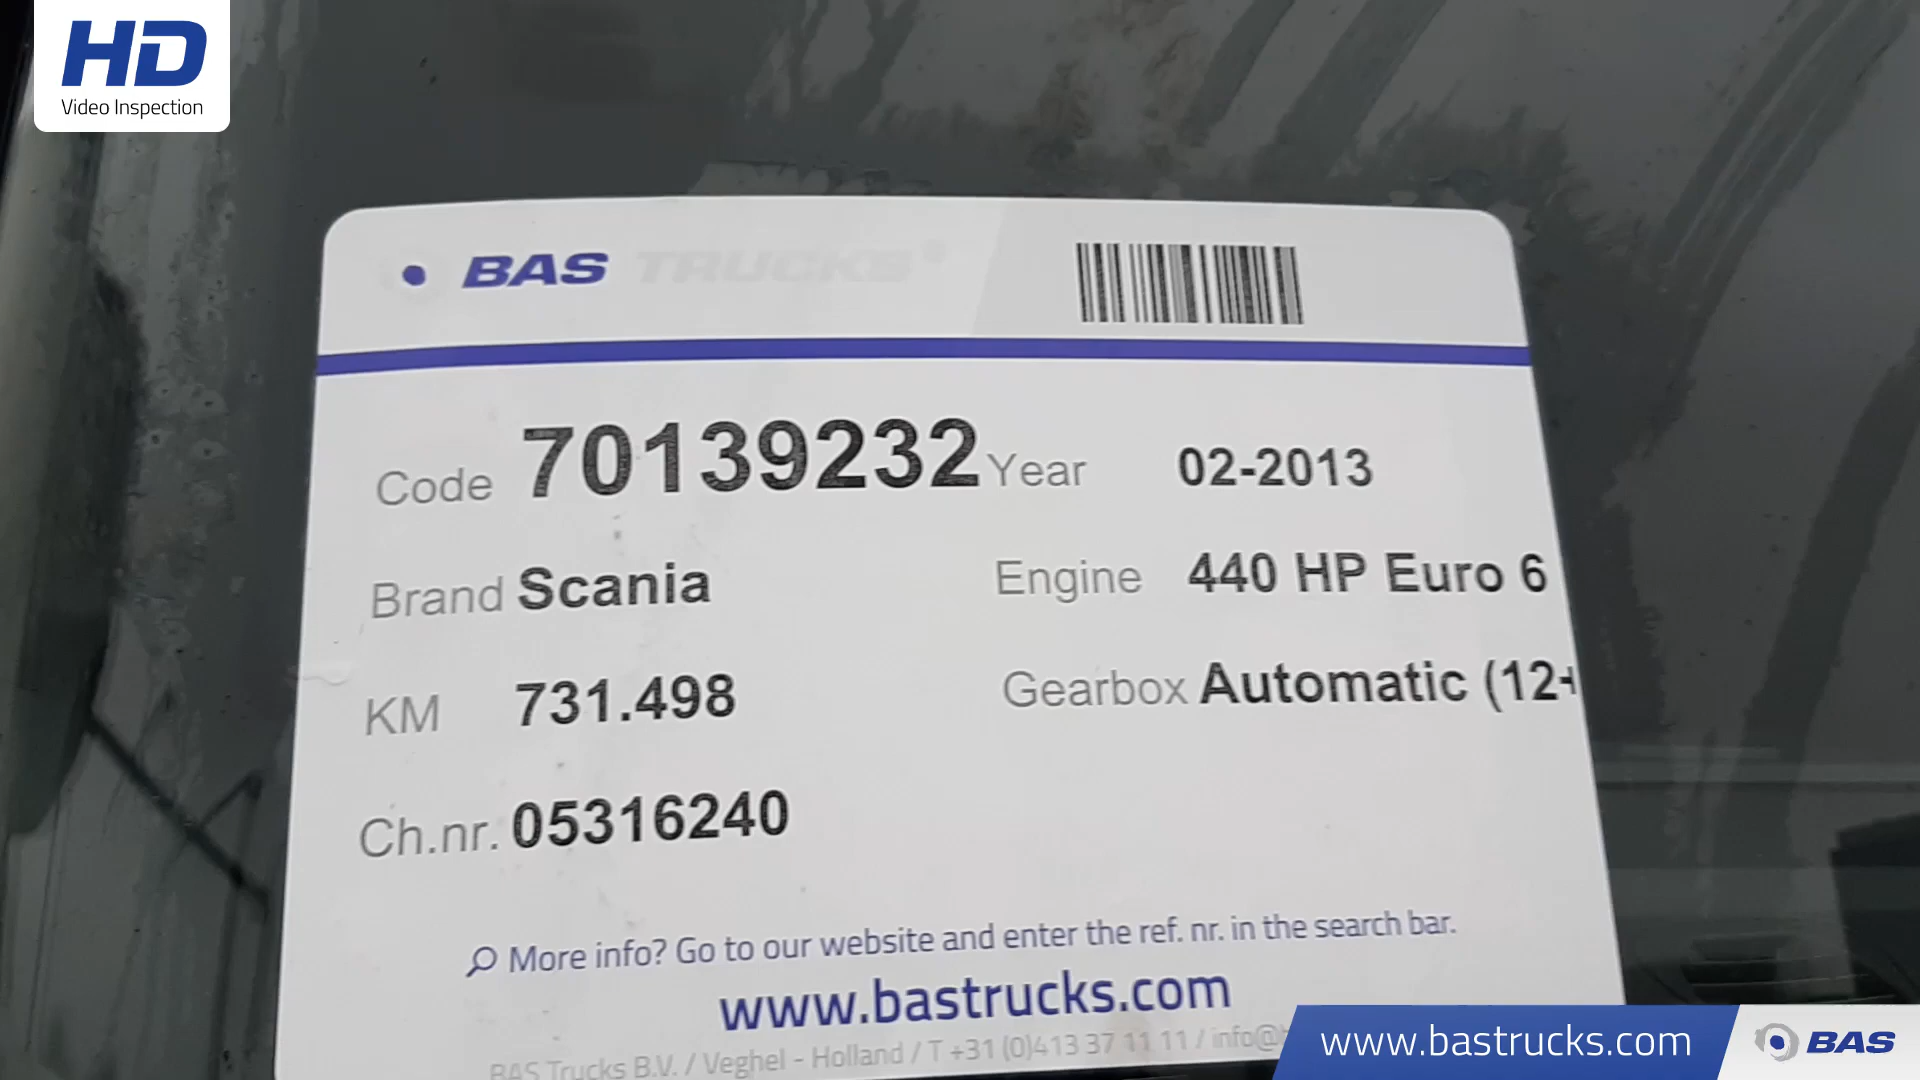 HD
Video Inspection
BAS TRUCKS
Code 70139232 Year 02-2013
Brand Scania Engine 440 HP Euro 6
KM 731.498 Gearbox Automatic (12+
Ch.nr. 05316240
More info? Go to our website and enter the ref. nr. in the search bar.
www.bastrucks.com
BAS Trucks B.V. / Veghel - Holland / T +31 (0)413 37 11 11 / info@
www.bastrucks.com BAS